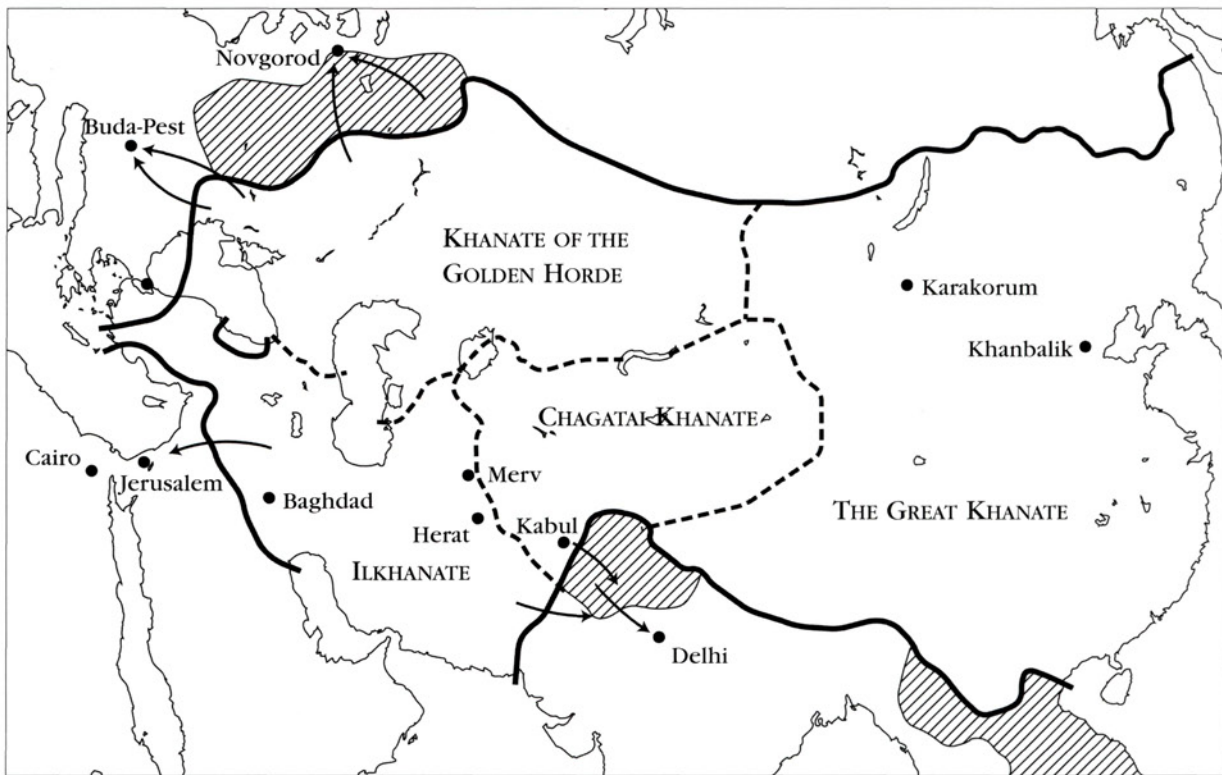 Novgorod
Buda-Pest
KHANATE OF THE
GOLDEN HORDE
Karakorum
Khanbalik
CHAGATAI KHANATE
Cairo
Jerusalem
Baghdad
Merv
Herat
Kabul
THE GREAT KHANATE
ILKHANATE
Delhi